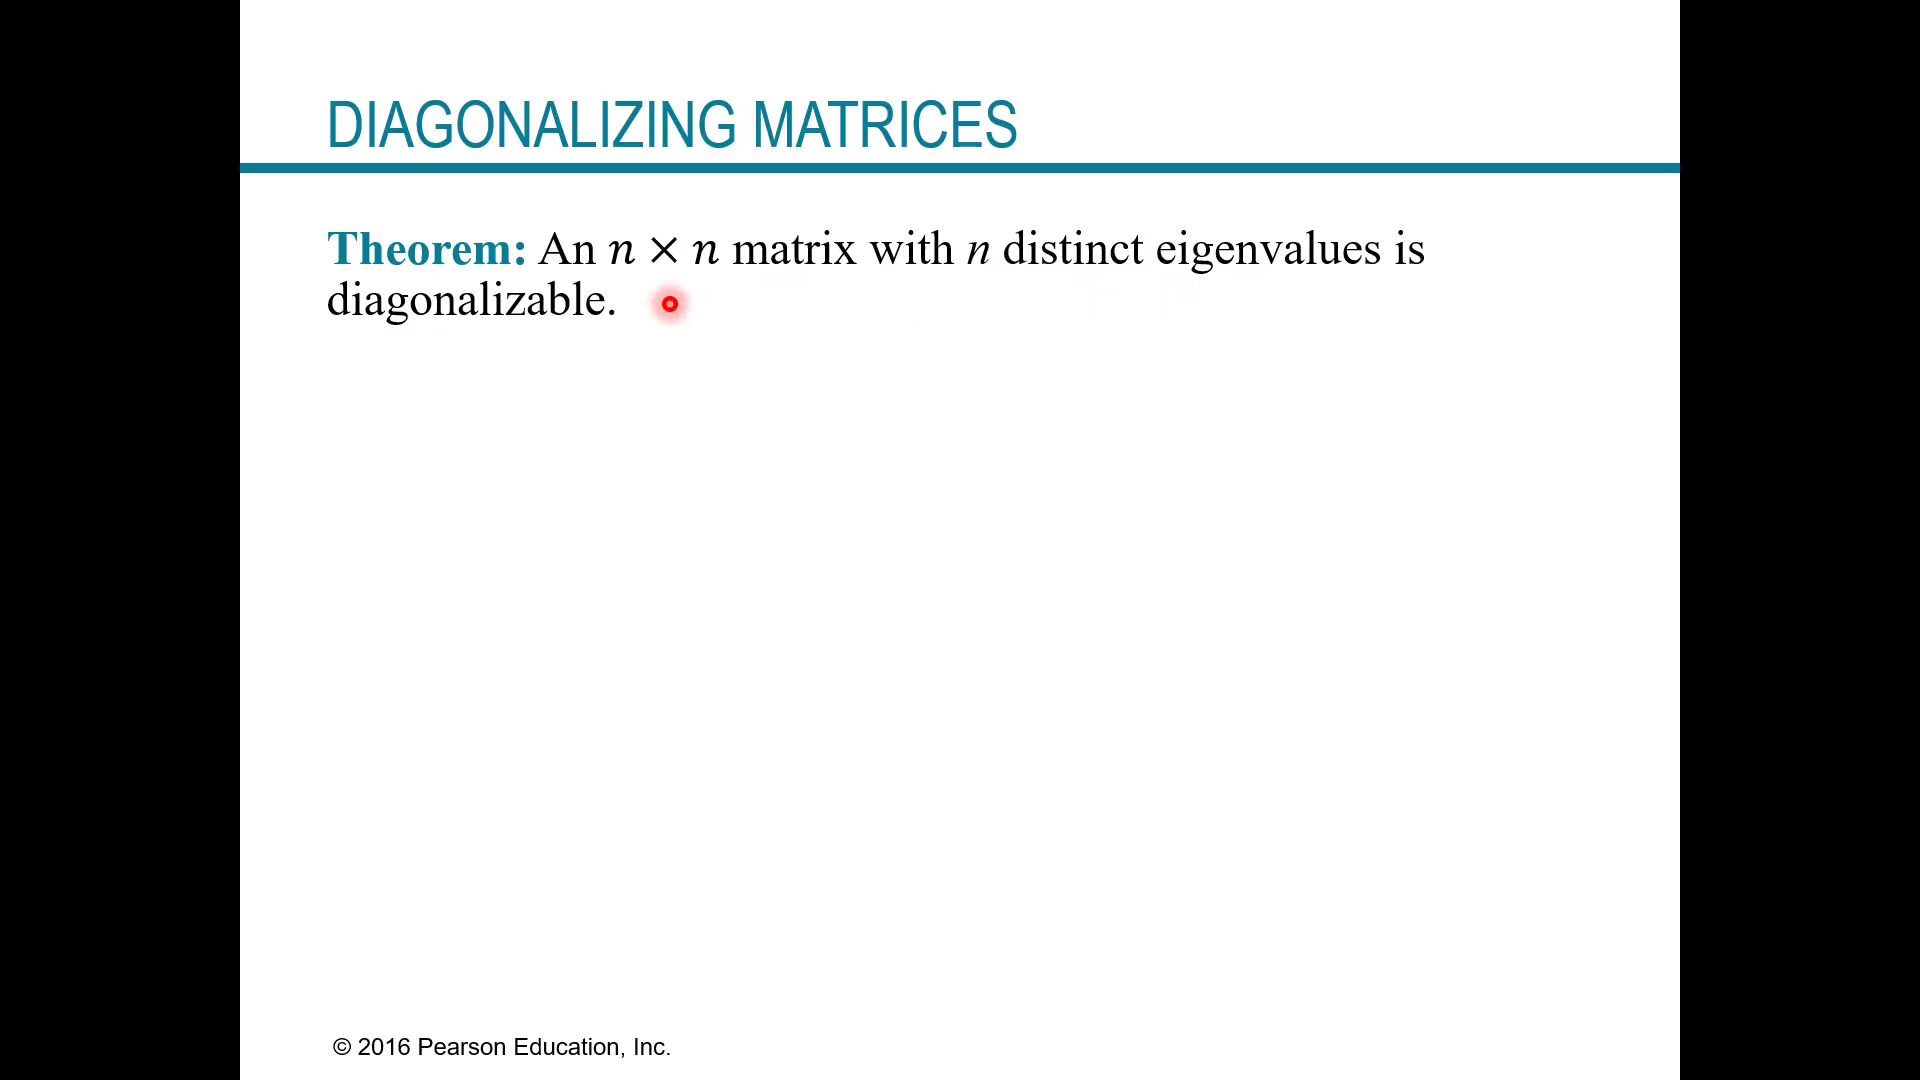 DIAGONALIZING MATRICES
Theorem: An n × n matrix with n distinct eigenvalues is
diagonalizable.
© 2016 Pearson Education, Inc.